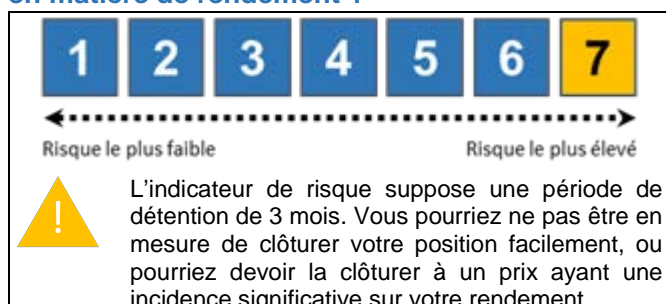 en matière de rendement ?
1 2 3 4 5 6 7
Risque le plus faible Risque le plus élevé
! L'indicateur de risque suppose une période de
détention de 3 mois. Vous pourriez ne pas être en
mesure de clôturer votre position facilement, ou
pourriez devoir la clôturer à un prix ayant une
incidence significative sur votre rendement